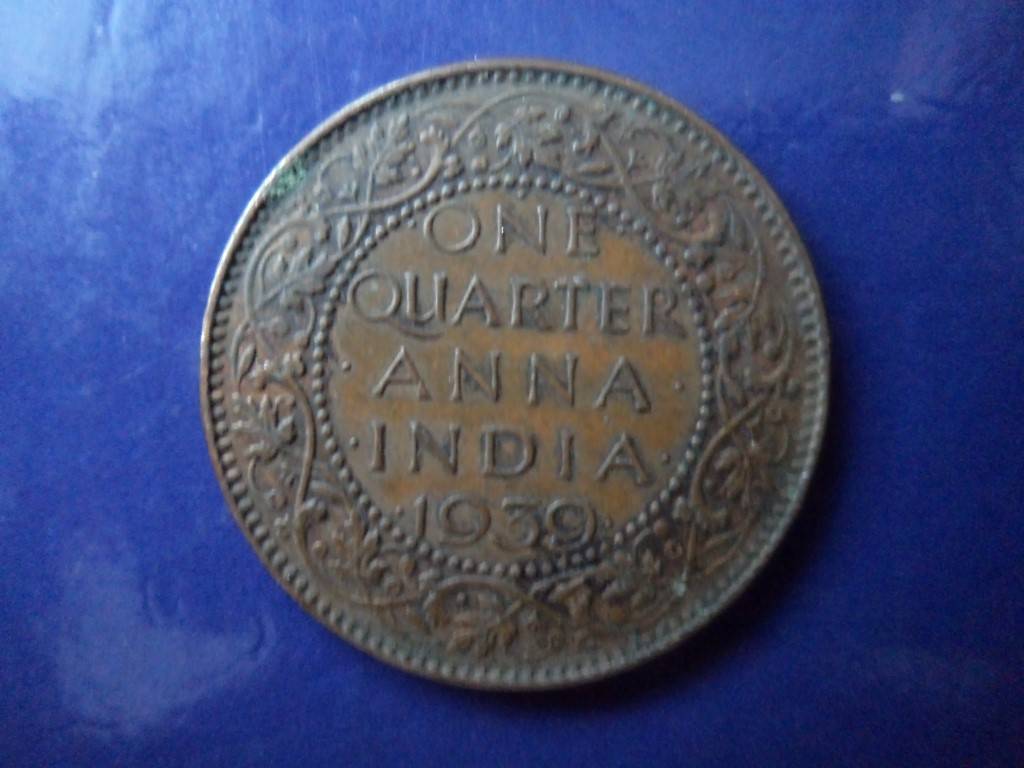 ONE
QUARTER
· ANNA ·
· INDIA ·
· 1939 ·